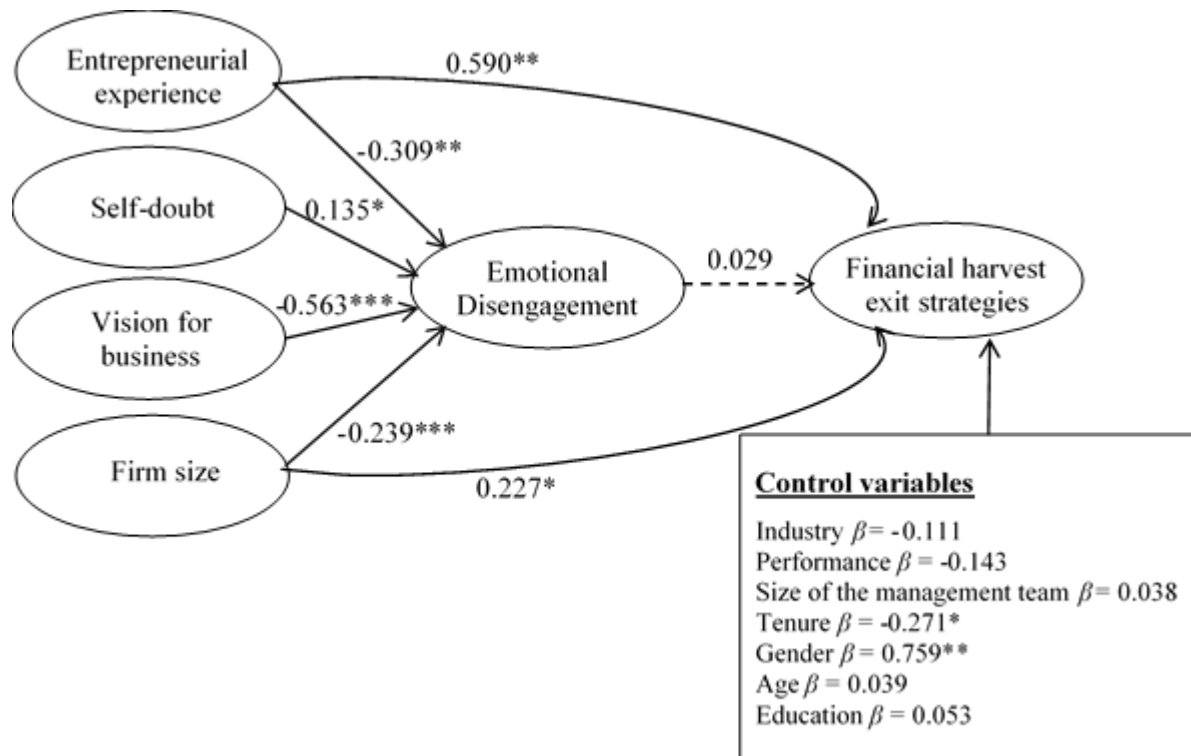 Entrepreneurial
experience
0.590**
-0.309**
Self-doubt
0.135*
Emotional
Disengagement
0.029
Financial harvest
exit strategies
Vision for
business
-0.563***
Firm size
-0.239***
0.227*
Control variables
Industry β= -0.111
Performance β = -0.143
Size of the management team β= 0.038
Tenure β = -0.271*
Gender β = 0.759**
Age β = 0.039
Education β = 0.053